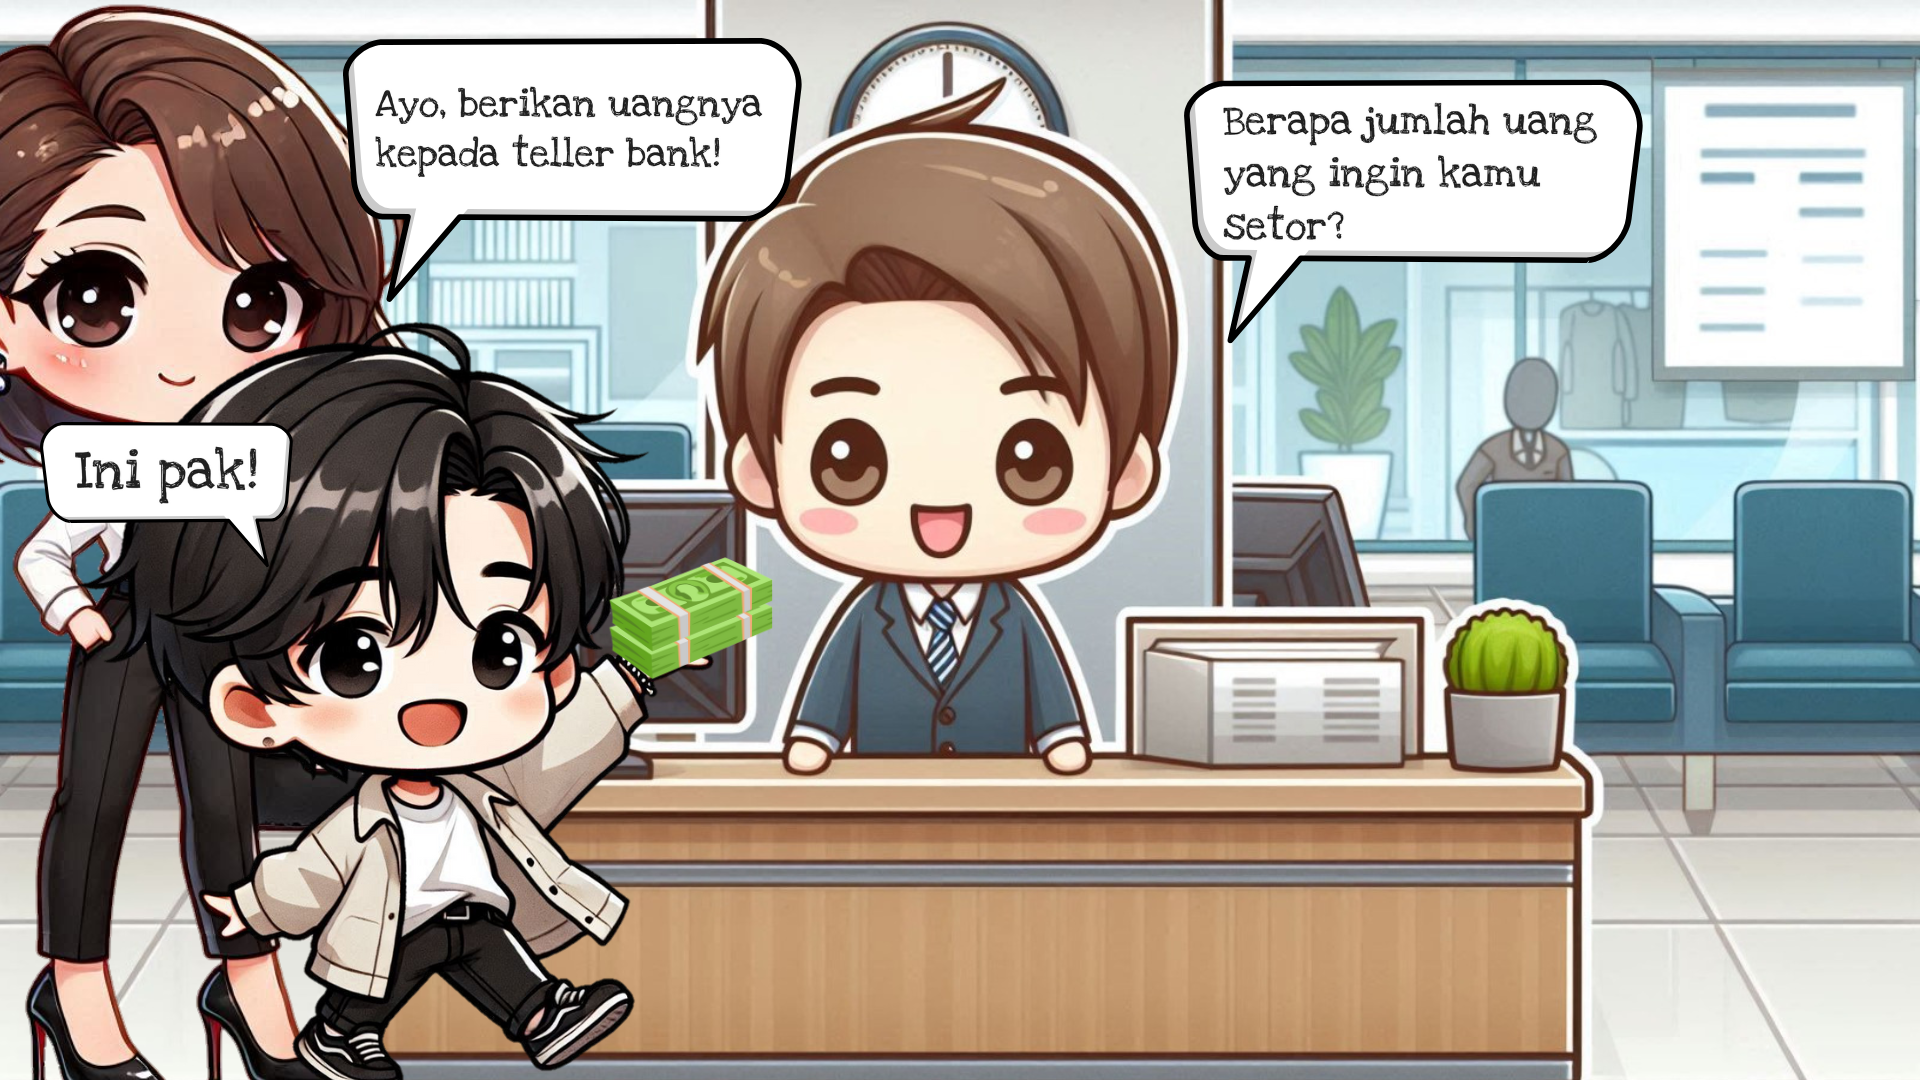 Ayo, berikan uangnya
kepada teller bank!
Berapa jumlah uang
yang ingin kamu
setor?
Ini pak!